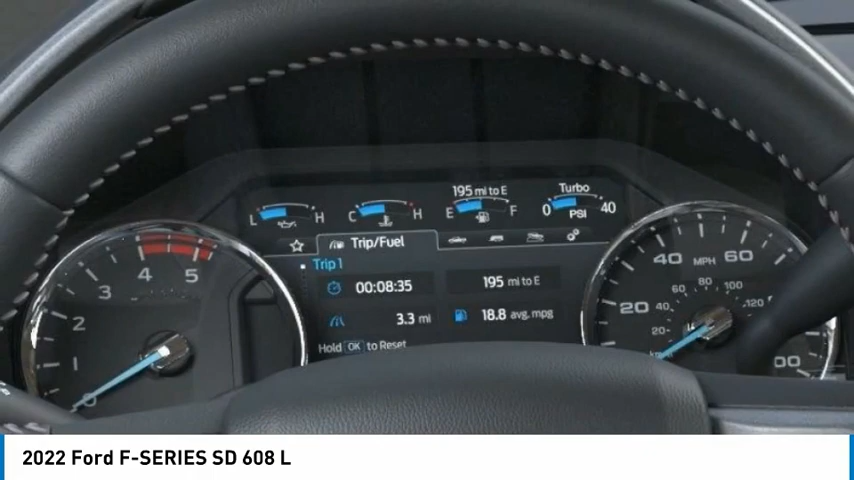 195 mi to E
Turbo
L H C H E F 0 PSI 40
Trip/Fuel
Trip 1
00:08:35 195 mi to E
3.3 mi 18.8 avg. mpg
Hold OK to Reset
0 1 2 3 4 5
20 40 MPH 60
20 40 60 80 100 120
km/h
2022 Ford F-SERIES SD 608 L